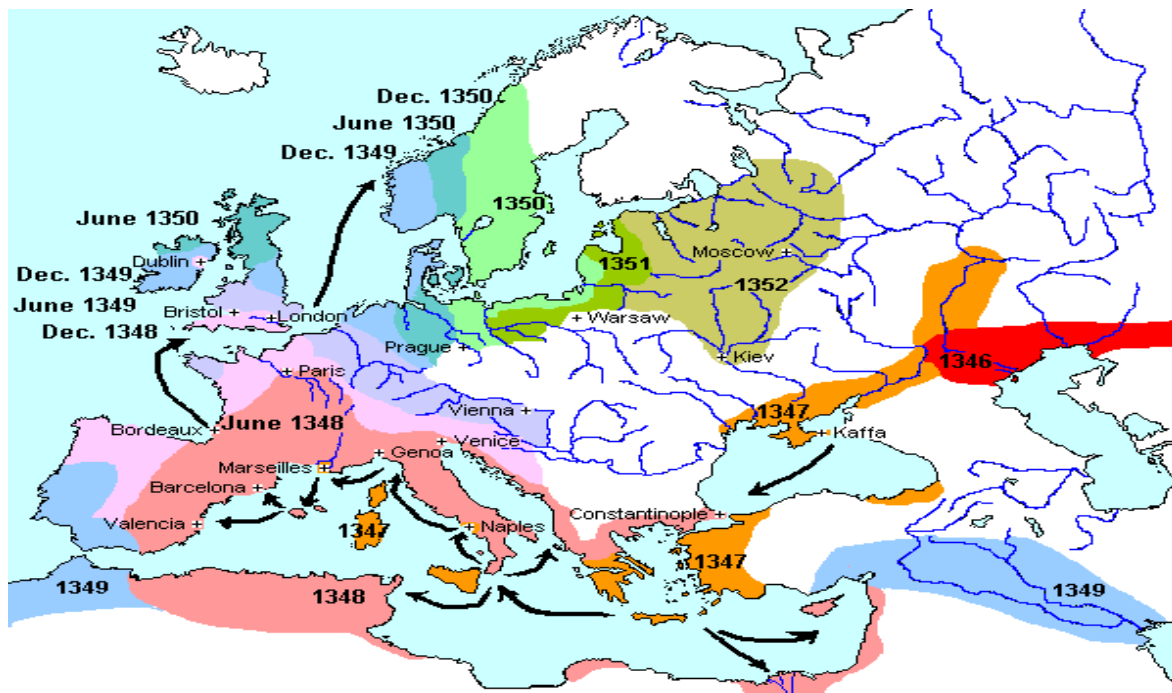 Dec. 1350
June 1350
Dec. 1349
1350
June 1350
Dublin
Dec. 1349
June 1349
Dec. 1348
Bristol
London
Moscow
1351
1352
Warsaw
Prague
Kiev
Paris
1346
Vienna
1347
Bordeaux
June 1348
Venice
Kaffa
Genoa
Marseilles
Barcelona
Valencia
1347
Naples
Constantinople
1347
1349
1348
1349